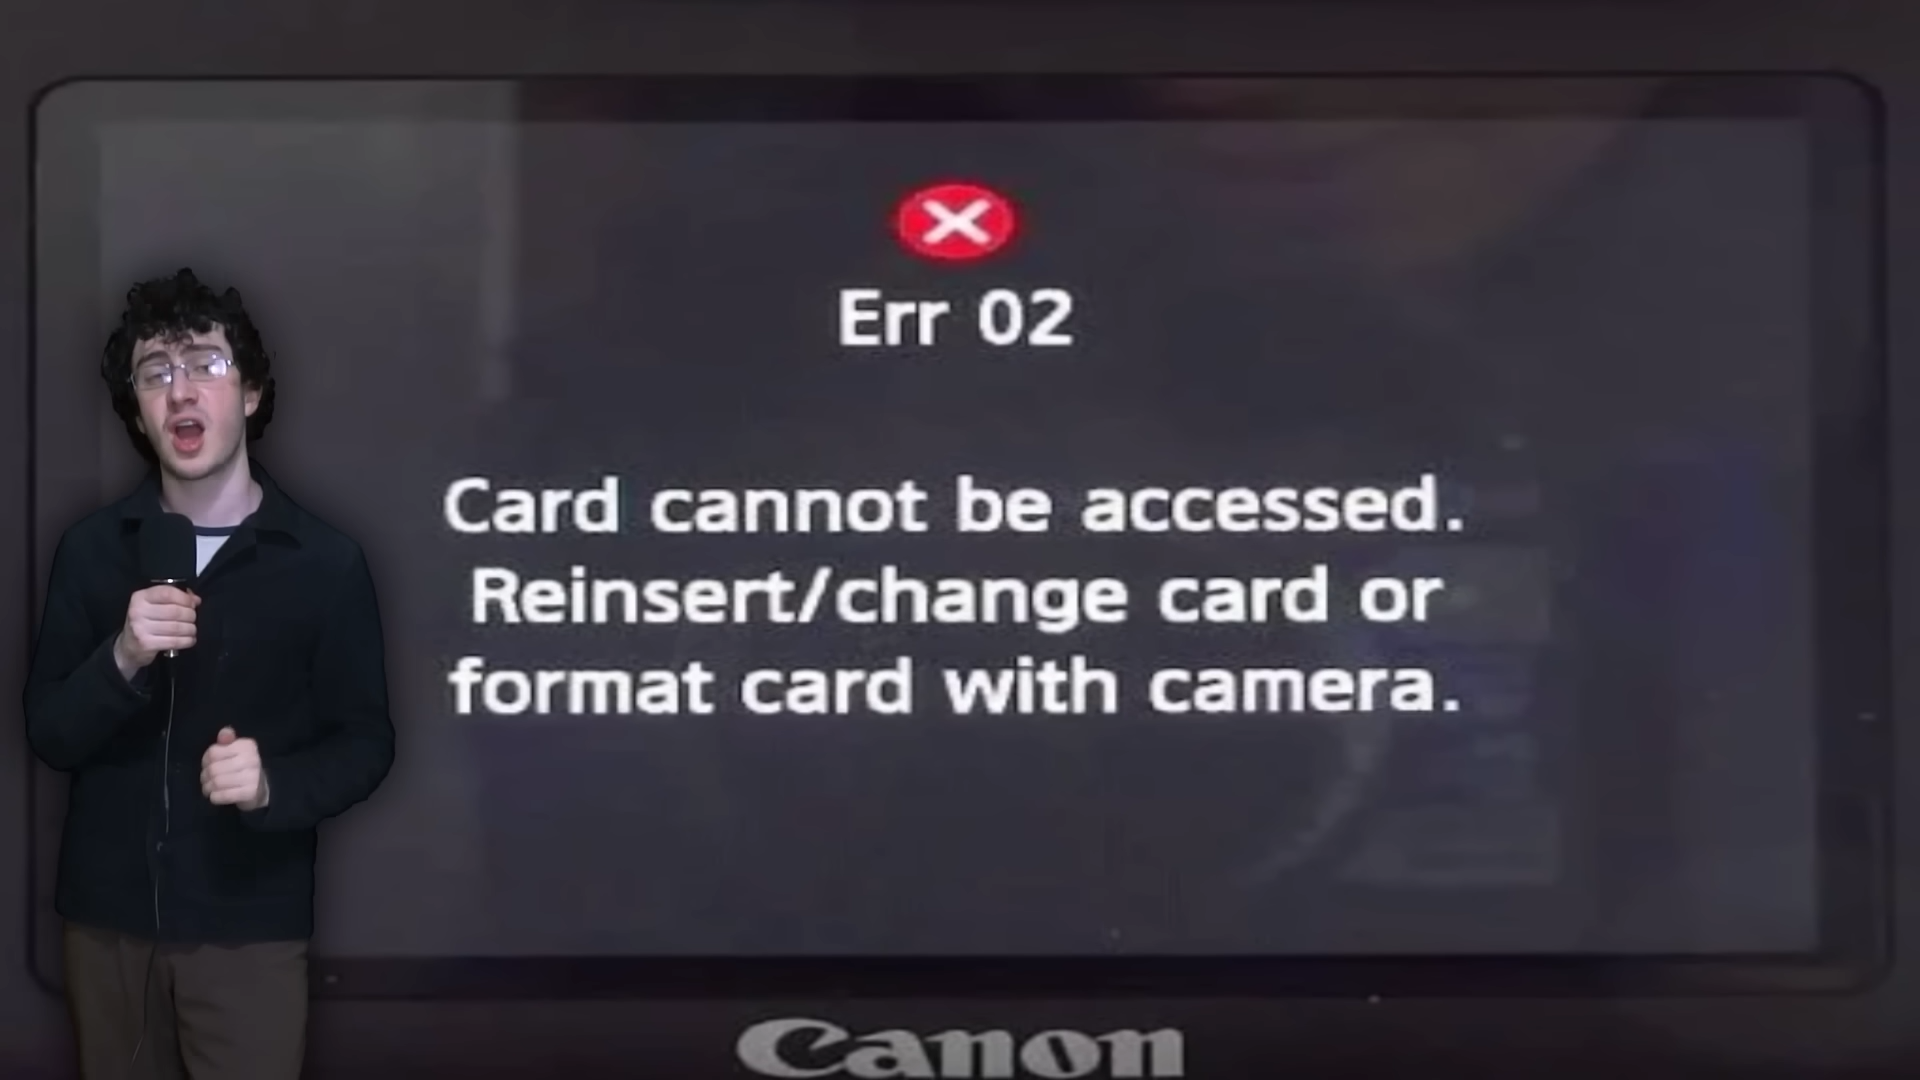 Err 02
Card cannot be accessed.
Reinsert/change card or
format card with camera.
Canon